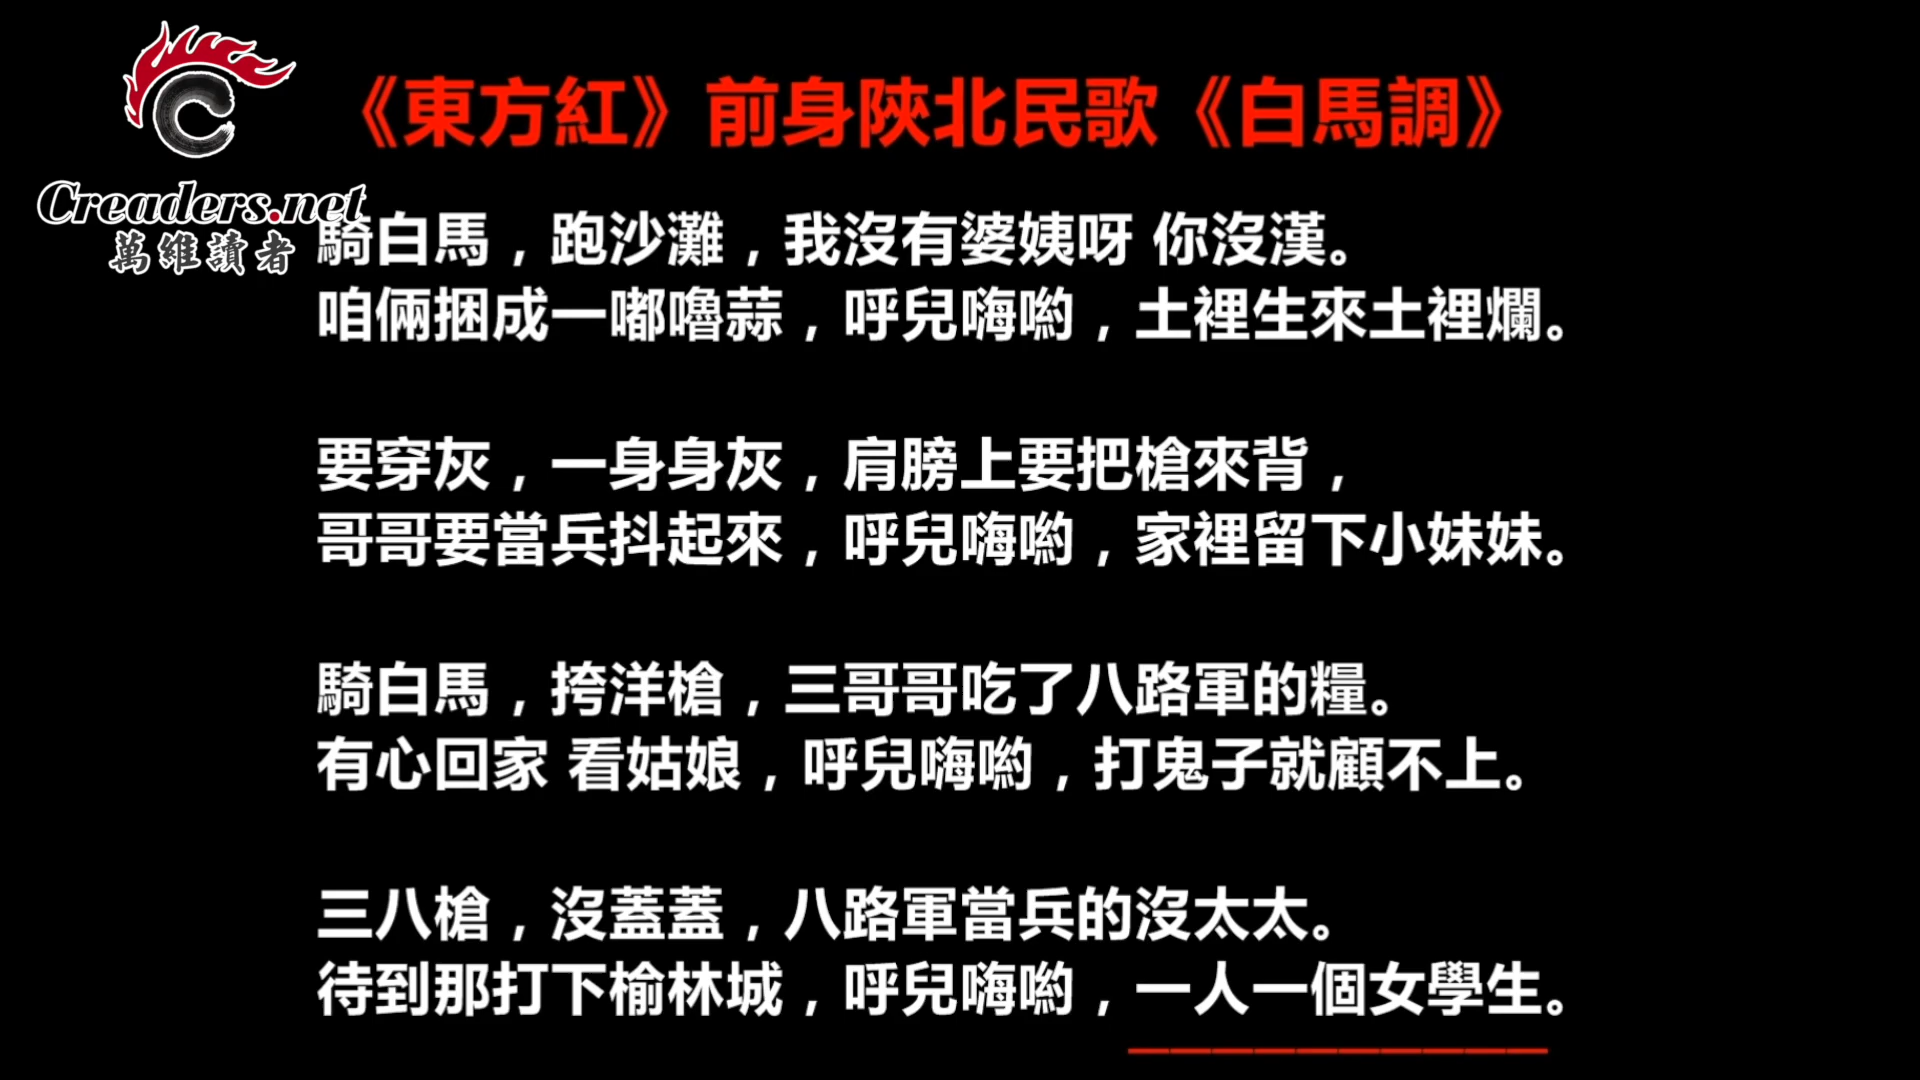 《東方紅》前身陝北民歌《白馬調》
Creaders.net
萬維讀者
騎白馬，跑沙灘，我沒有婆姨呀 你沒漢。
咱倆捆成一嘟嚕蒜，呼兒嗨喲，土裡生來土裡爛。
要穿灰，一身身灰，肩膀上要把槍來背，
哥哥要當兵抖起來，呼兒嗨喲，家裡留下小妹妹。
騎白馬，挎洋槍，三哥哥吃了八路軍的糧。
有心回家 看姑娘，呼兒嗨喲，打鬼子就顧不上。
三八槍，沒蓋蓋，八路軍當兵的沒太太。
待到那打下榆林城，呼兒嗨喲，一人一個女學生。